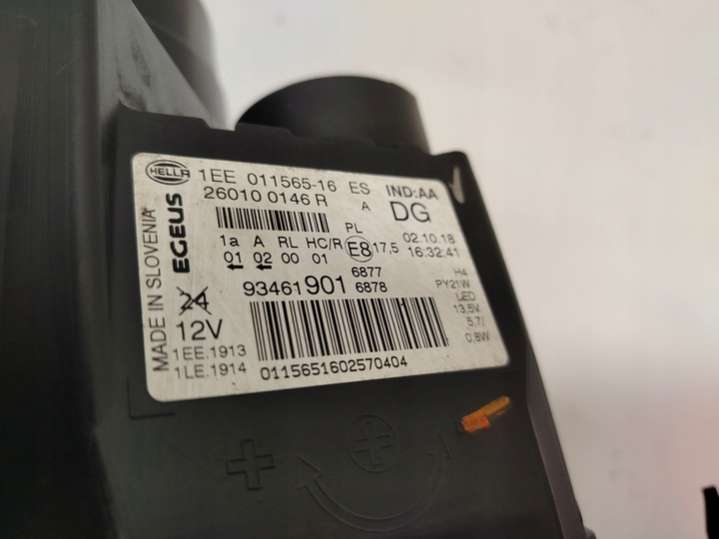 HELLA 1EE 011565-16 ES IND:AA
26010 0146 R A DG
PL 02.10.18
1a A RL HC/R E8 17,5 16:32:41
01 02 00 01
6877 H4
93461901 6878 PY21W
LED
24 13,5V
12V 5,7/
0,8W
1EE.1913
1LE.1914
0115651602570404
MADE IN SLOVENIA
EGEUS